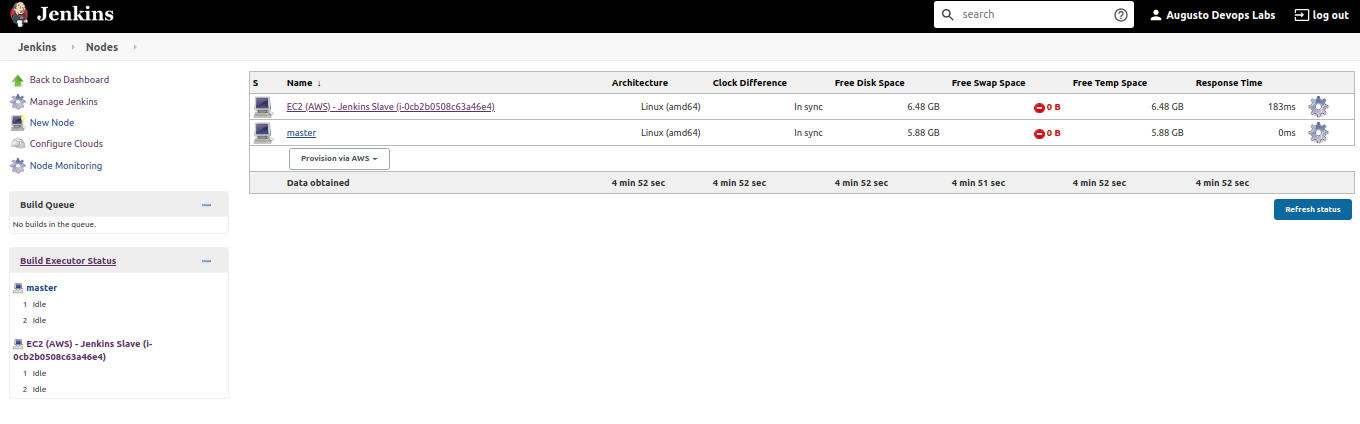 Jenkins
search
Augusto Devops Labs
log out
Jenkins
Nodes
Back to Dashboard
Manage Jenkins
New Node
Configure Clouds
Node Monitoring
Build Queue
No builds in the queue.
Build Executor Status
master
1 Idle
2 Idle
EC2 (AWS) - Jenkins Slave (i-
0cb2b0508c63a46e4)
1 Idle
2 Idle
S Name ↓ Architecture Clock Difference Free Disk Space Free Swap Space Free Temp Space Response Time
EC2 (AWS) - Jenkins Slave (i-0cb2b0508c63a46e4) Linux (amd64) In sync 6.48 GB 0 B 6.48 GB 183ms
master Linux (amd64) In sync 5.88 GB 0 B 5.88 GB 0ms
Provision via AWS
Data obtained 4 min 52 sec 4 min 52 sec 4 min 52 sec 4 min 51 sec 4 min 52 sec 4 min 52 sec
Refresh status